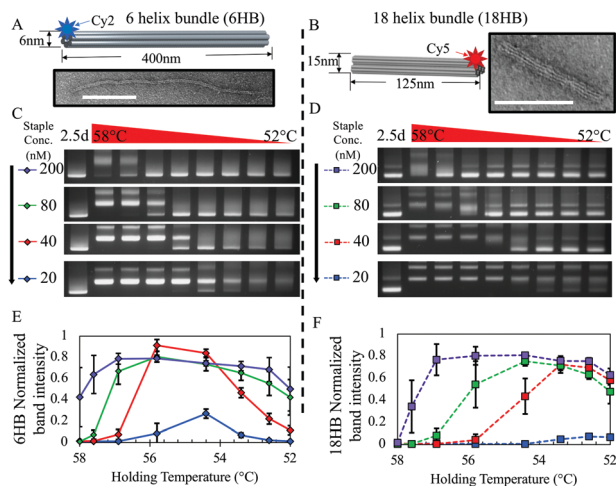 A
Cy2
6 helix bundle (6HB)
6nm
400nm
B
18 helix bundle (18HB)
Cy5
15nm
125nm
C
Staple
Conc.
(nM)
2.5d
58°C
52°C
200
80
40
20
D
Staple
Conc.
(nM)
2.5d
58°C
52°C
200
80
40
20
E
6HB Normalized
band intensity
1
0.8
0.6
0.4
0.2
0
58
56
54
52
Holding Temperature (°C)
F
18HB Normalized
band intensity
1
0.8
0.6
0.4
0.2
0
58
56
54
52
Holding Temperature (°C)